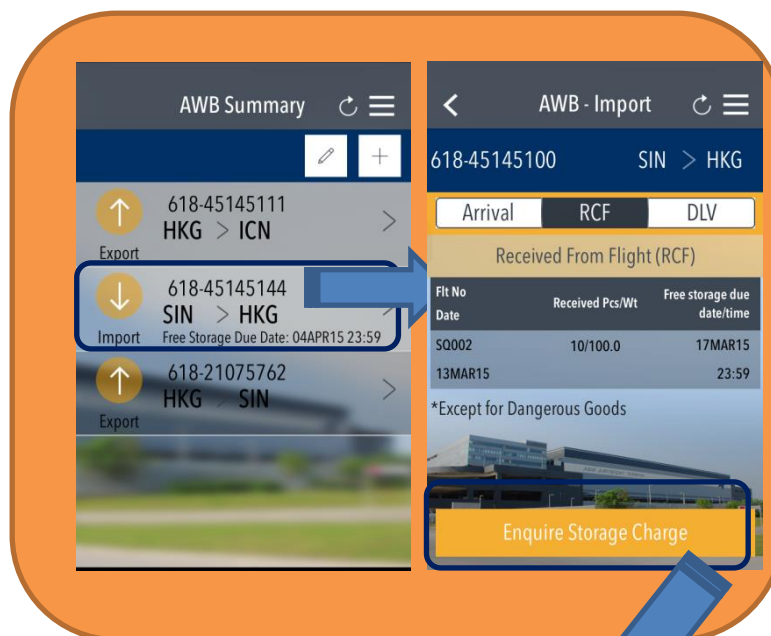 AWB Summary
618-45145111
HKG > ICN
Export
618-45145144
SIN > HKG
Import
Free Storage Due Date: 04APR15 23:59
618-21075762
HKG > SIN
Export
AWB - Import
618-45145100 SIN > HKG
Arrival RCF DLV
Received From Flight (RCF)
Flt No
Date
Received Pcs/Wt
Free storage due
date/time
SQ002 10/100.0 17MAR15
13MAR15 23:59
*Except for Dangerous Goods
Enquire Storage Charge